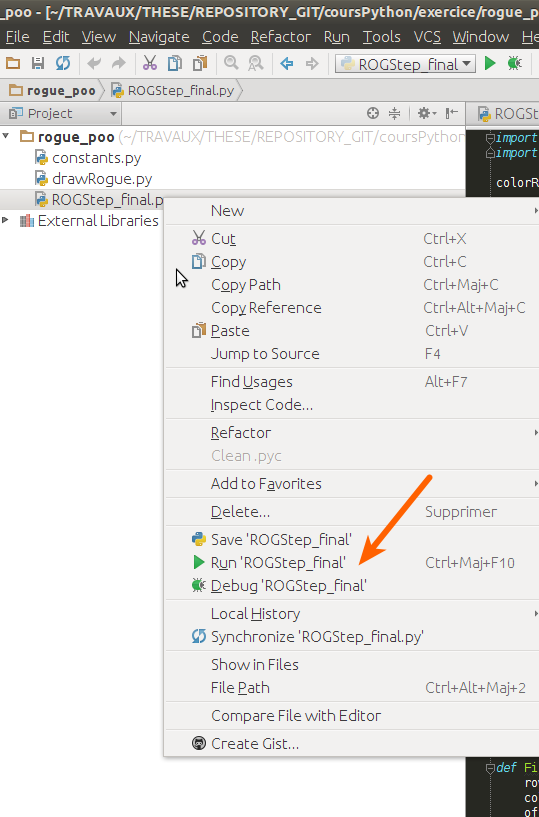 _poo - [~/TRAVAUX/THESE/REPOSITORY_GIT/coursPython/exercice/rogue_p
File Edit View Navigate Code Refactor Run Tools VCS Window He
ROGStep_final
rogue_poo ROGStep_final.py
Project ROGSt
rogue_poo (~/TRAVAUX/THESE/REPOSITORY_GIT/coursPython import
constants.py import
drawRogue.py colorR
ROGStep_final.p
External Libraries
New
Cut Ctrl+X
Copy Ctrl+C
Copy Path Ctrl+Maj+C
Copy Reference Ctrl+Alt+Maj+C
Paste Ctrl+V
Jump to Source F4
Find Usages Alt+F7
Inspect Code...
Refactor
Clean .pyc
Add to Favorites
Delete... Supprimer
Save 'ROGStep_final'
Run 'ROGStep_final' Ctrl+Maj+F10
Debug 'ROGStep_final'
Local History
Synchronize 'ROGStep_final.py'
Show in Files
File Path Ctrl+Alt+Maj+2
Compare File with Editor
Create Gist...
def Fi
ro
co
of